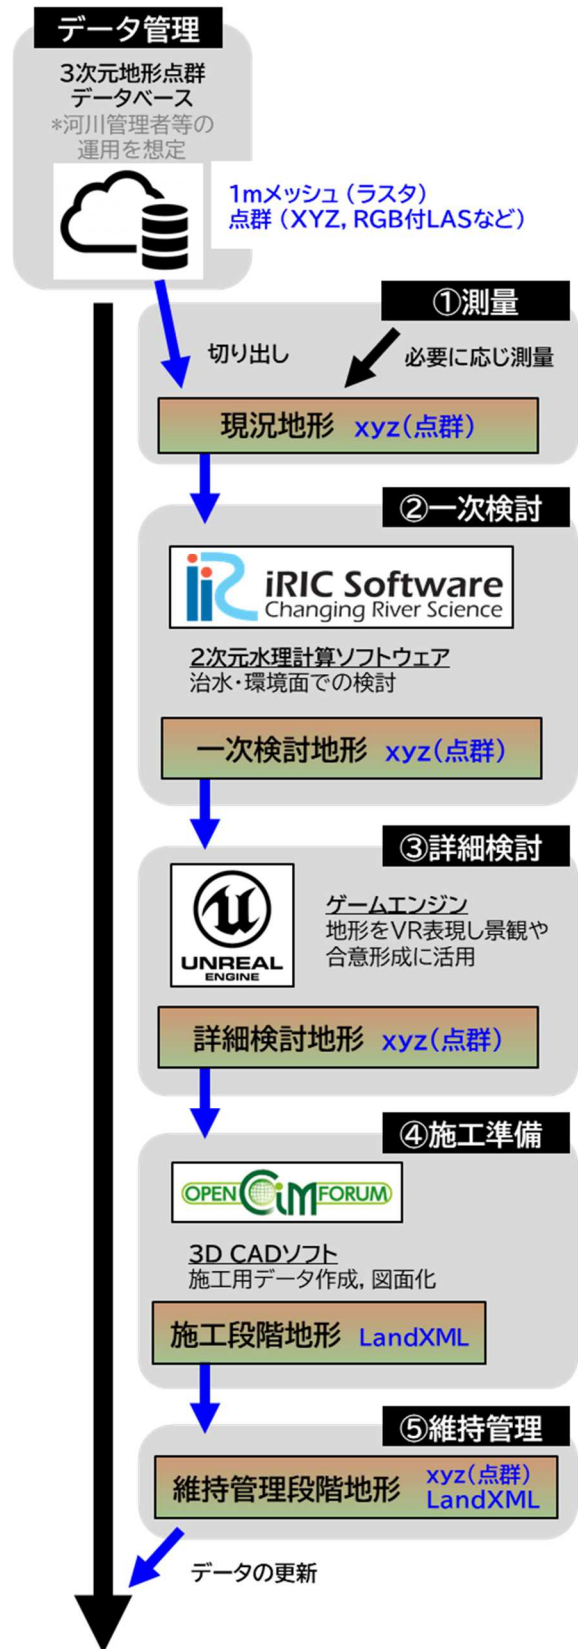 データ管理
3次元地形点群
データベース
*河川管理者等の
運用を想定
1mメッシュ(ラスタ)
点群(XYZ, RGB付LASなど)
①測量
切り出し
必要に応じ測量
現況地形 xyz(点群)
②一次検討
iRIC Software
Changing River Science
2次元水理計算ソフトウェア
治水・環境面での検討
一次検討地形 xyz(点群)
③詳細検討
UNREAL
ENGINE
ゲームエンジン
地形をVR表現し景観や
合意形成に活用
詳細検討地形 xyz(点群)
④施工準備
OPEN CiM FORUM
3D CADソフト
施工用データ作成, 図面化
施工段階地形 LandXML
⑤維持管理
維持管理段階地形 xyz(点群)
LandXML
データの更新